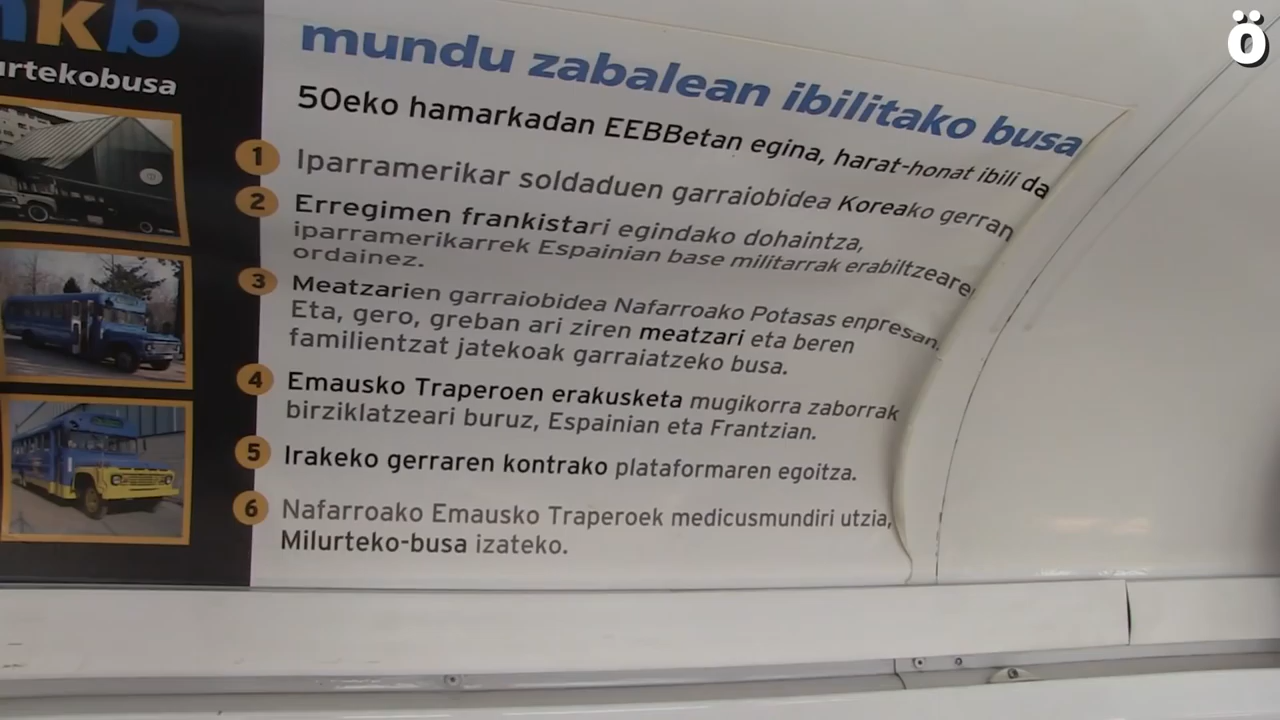 kb
urtekobusa
ö
mundu zabalean ibilitako busa
50eko hamarkadan EEBBetan egina, harat-honat ibili da
1 Iparramerikar soldaduen garraiobidea Koreako gerran
2 Erregimen frankistari egindako dohaintza,
iparramerikarrek Espainian base militarrak erabiltzearen
ordainez.
3 Meatzarien garraiobidea Nafarroako Potasas enpresan.
Eta, gero, greban ari ziren meatzari eta beren
familientzat jatekoak garraiatzeko busa.
4 Emausko Traperoen erakusketa mugikorra zaborrak
birziklatzeari buruz, Espainian eta Frantzian.
5 Irakeko gerraren kontrako plataformaren egoitza.
6 Nafarroako Emausko Traperoek medicusmundiri utzia,
Milurteko-busa izateko.